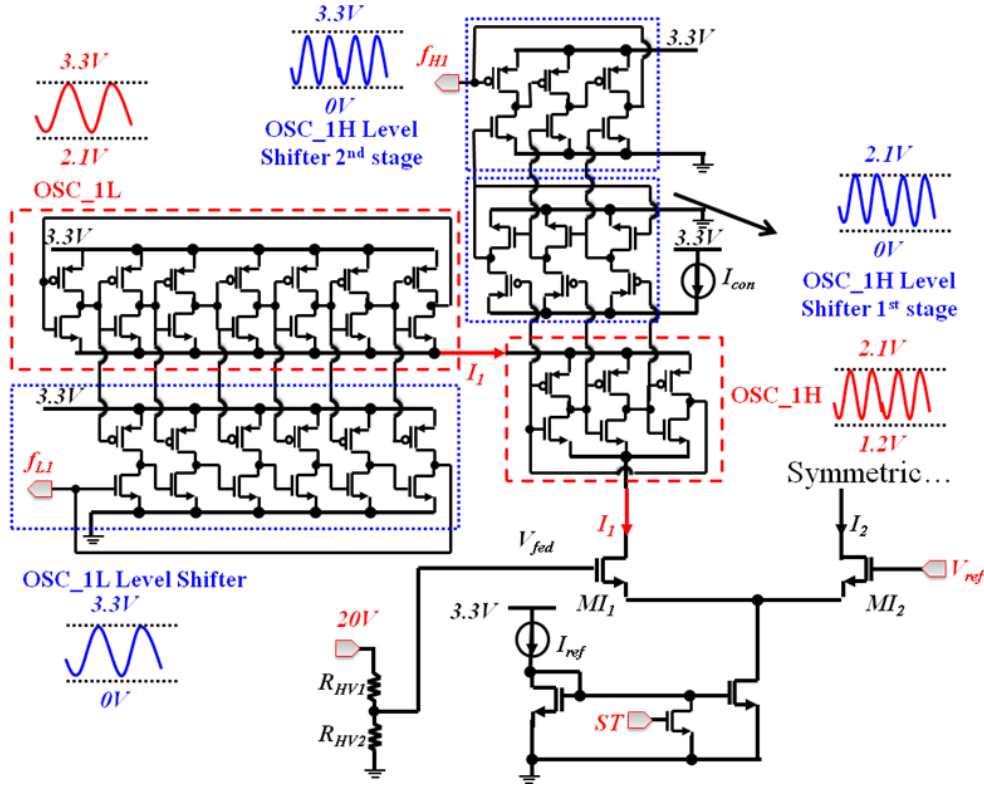 3.3V
0V
OSC_1H Level
Shifter 2nd stage
f_H1
3.3V
3.3V
2.1V
OSC_1L
3.3V
3.3V
I_con
2.1V
0V
OSC_1H Level
Shifter 1st stage
I_1
OSC_1H
2.1V
1.2V
3.3V
f_L1
Symmetric…
I_1
I_2
V_fed
MI_1
MI_2
V_ref
OSC_1L Level Shifter
3.3V
0V
20V
R_HV1
R_HV2
3.3V
I_ref
ST